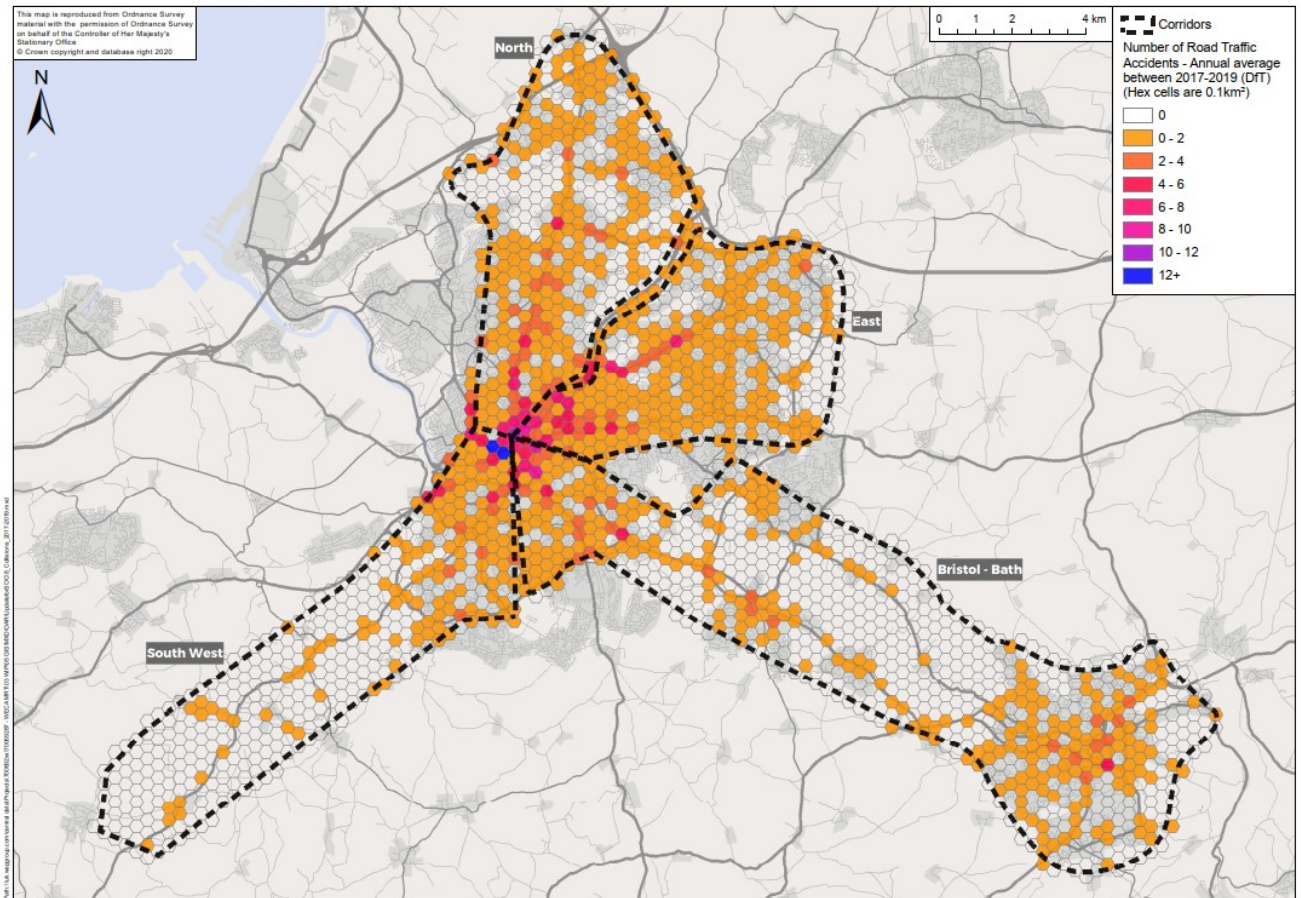 This map is reproduced from Ordnance Survey
material with the permission of Ordnance Survey
on behalf of the Controller of Her Majesty's
Stationary Office
© Crown copyright and database right 2020
N
0 1 2 4 km
Corridors
Number of Road Traffic
Accidents - Annual average
between 2017-2019 (DfT)
(Hex cells are 0.1km²)
0
0 - 2
2 - 4
4 - 6
6 - 8
8 - 10
10 - 12
12+
North
East
Bristol - Bath
South West